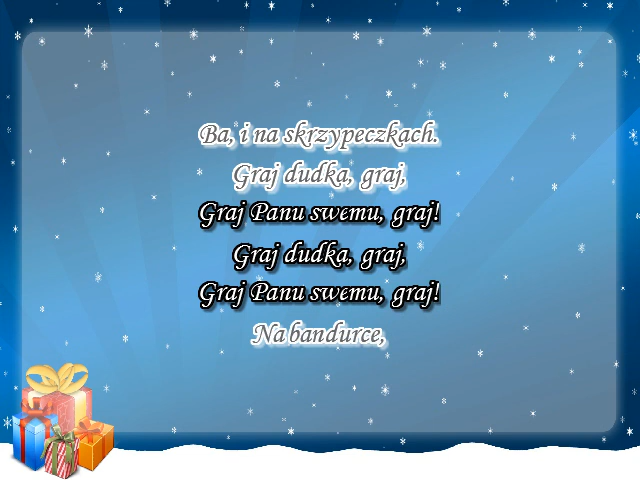 Ba, i na skrzypeczkach.
Graj dudka, graj,
Graj Panu swemu, graj!
Graj dudka, graj,
Graj Panu swemu, graj!
Na bandurce,